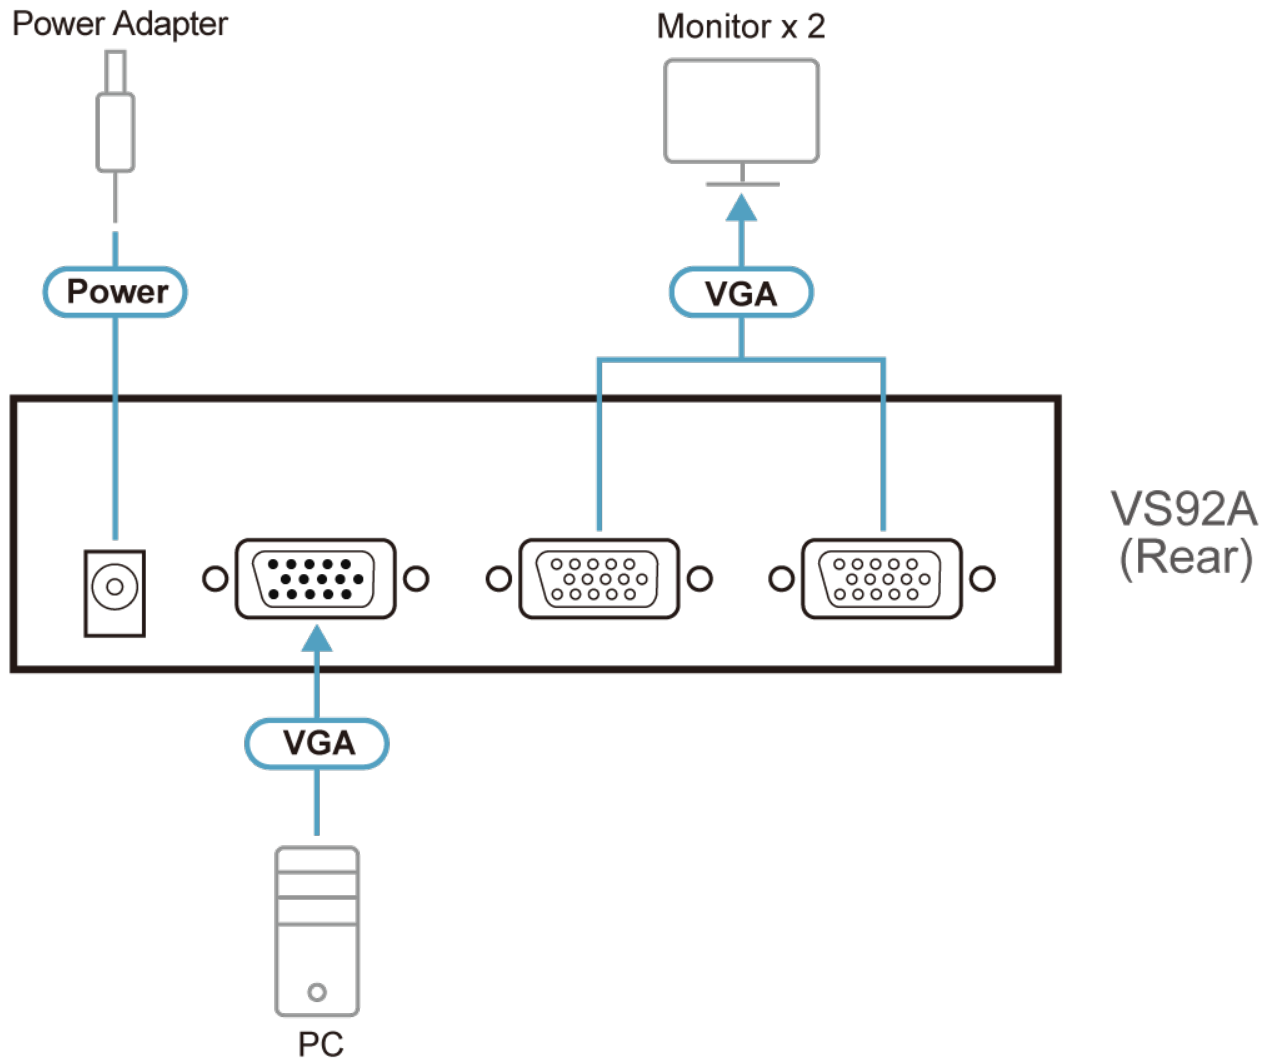 Power Adapter
Monitor x 2
Power
VGA
VS92A
(Rear)
VGA
PC